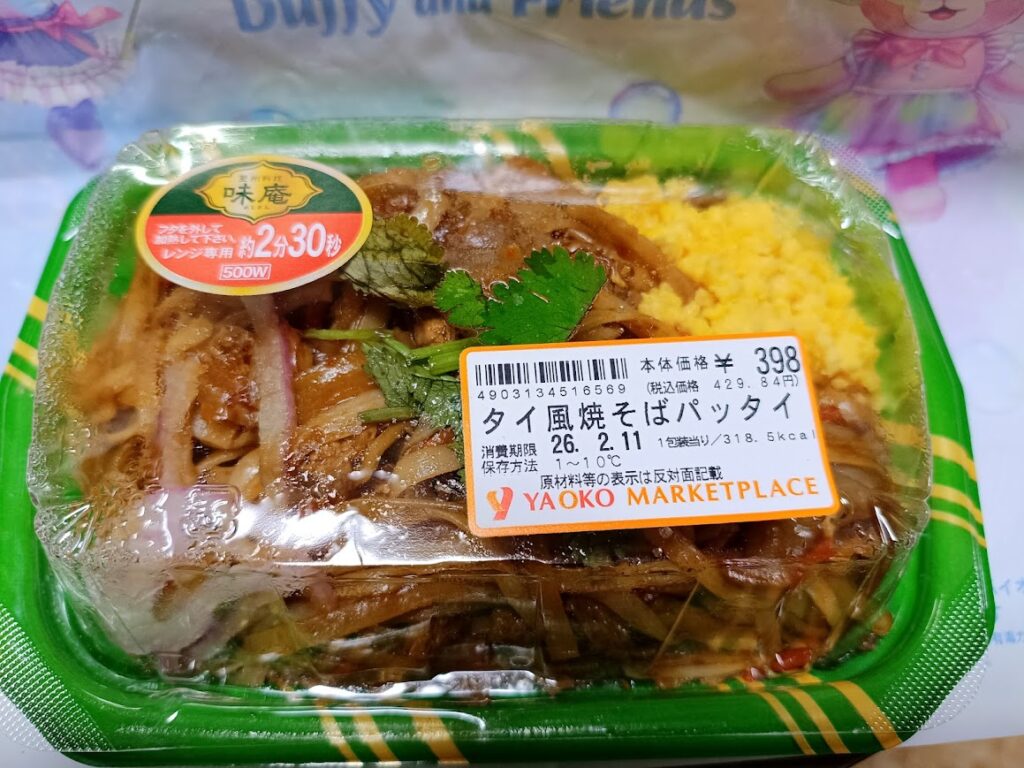 Duffy and Friends
味庵
フタを外して
加熱して下さい。
レンジ専用 約2分30秒
500W
本体価格 ¥ 398
4903134516569 (税込価格 429.84円)
タイ風焼そばパッタイ
消費期限 26. 2.11 1包装当り/318.5kcal
保存方法 1～10℃
原材料等の表示は反対面記載
YAOKO MARKETPLACE